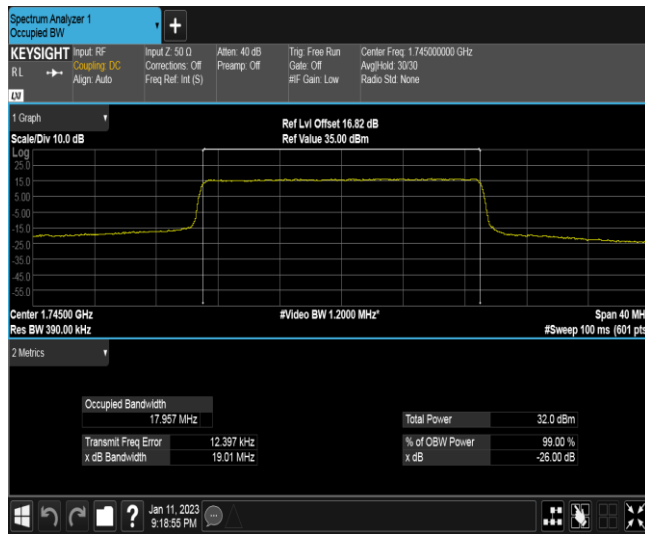 Spectrum Analyzer 1
Occupied BW
+
KEYSIGHT
RL
LXI
Input: RF
Coupling: DC
Align: Auto
Input Z: 50 Ω
Corrections: Off
Freq Ref: Int (S)
Atten: 40 dB
Preamp: Off
Trig: Free Run
Gate: Off
#IF Gain: Low
Center Freq: 1.745000000 GHz
Avg|Hold: 30/30
Radio Std: None
1 Graph
Scale/Div 10.0 dB
Ref Lvl Offset 16.82 dB
Ref Value 35.00 dBm
Log
25.0
15.0
5.00
-5.00
-15.0
-25.0
-35.0
-45.0
-55.0
Center 1.74500 GHz
#Video BW 1.2000 MHz*
Span 40 MH
Res BW 390.00 kHz
#Sweep 100 ms (601 pts
2 Metrics
Occupied Bandwidth
17.957 MHz
Total Power 32.0 dBm
Transmit Freq Error 12.397 kHz
% of OBW Power 99.00 %
x dB Bandwidth 19.01 MHz
x dB -26.00 dB
?
Jan 11, 2023
9:18:55 PM